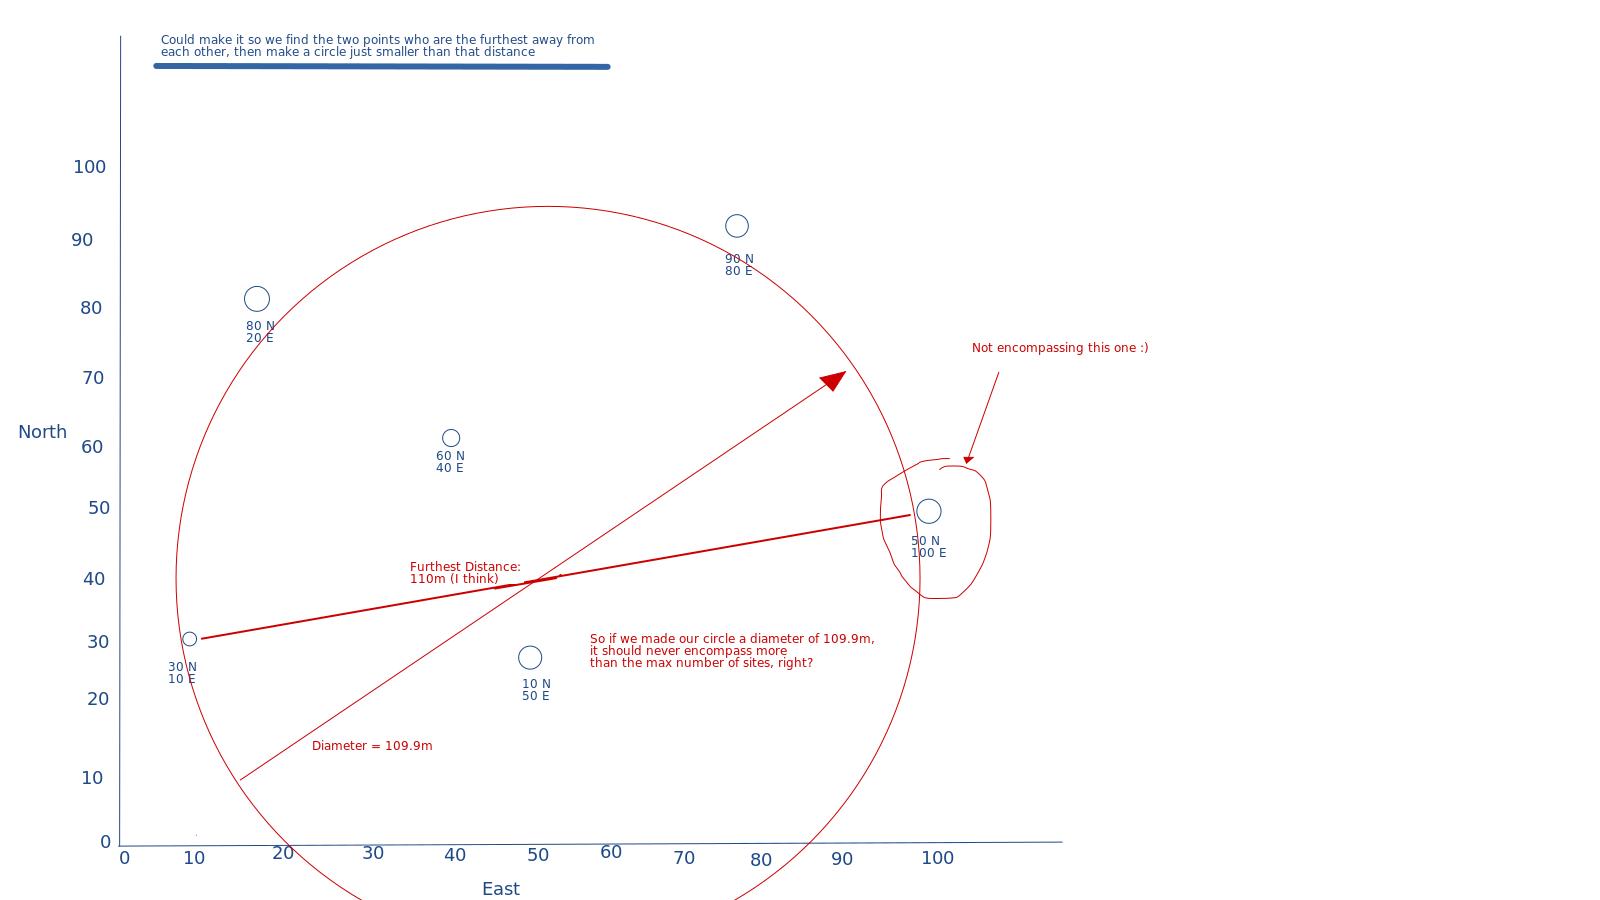 Could make it so we find the two points who are the furthest away from
each other, then make a circle just smaller than that distance
100
90
90 N
80 E
80
80 N
20 E
Not encompassing this one :)
70
North
60
60 N
40 E
50
50 N
100 E
Furthest Distance:
110m (I think)
40
30
So if we made our circle a diameter of 109.9m,
it should never encompass more
than the max number of sites, right?
30 N
10 E
10 N
50 E
20
Diameter = 109.9m
10
0
0 10 20 30 40 50 60 70 80 90 100
East